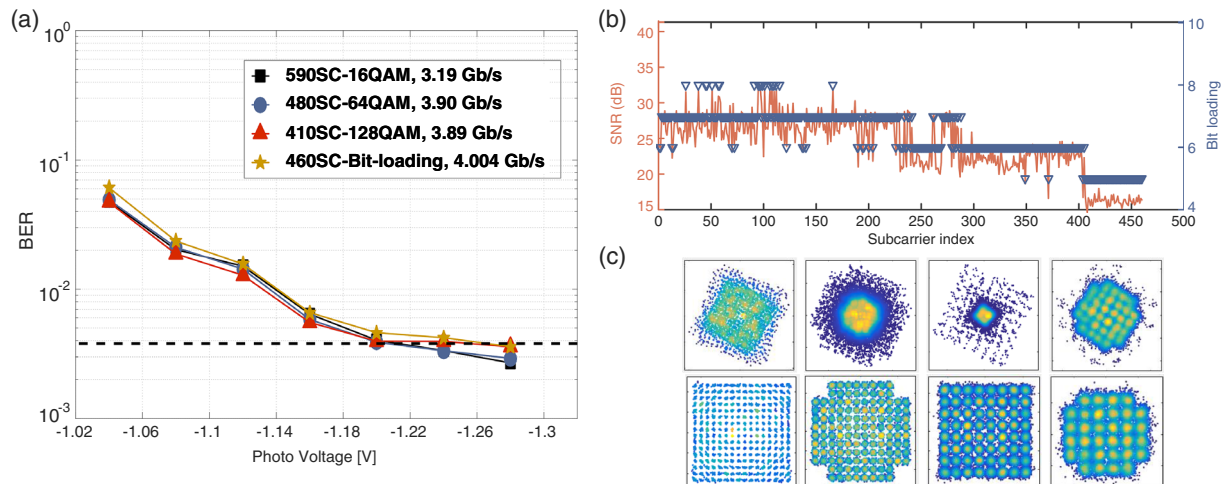 (a)
10^0
10^-1
10^-2
10^-3
BER
590SC-16QAM, 3.19 Gb/s
480SC-64QAM, 3.90 Gb/s
410SC-128QAM, 3.89 Gb/s
460SC-Bit-loading, 4.004 Gb/s
-1.02 -1.06 -1.1 -1.14 -1.18 -1.22 -1.26 -1.3
Photo Voltage [V]
(b)
40
35
30
25
20
15
SNR (dB)
10
8
6
4
BIt loading
0 50 100 150 200 250 300 350 400 450 500
Subcarrier index
(c)